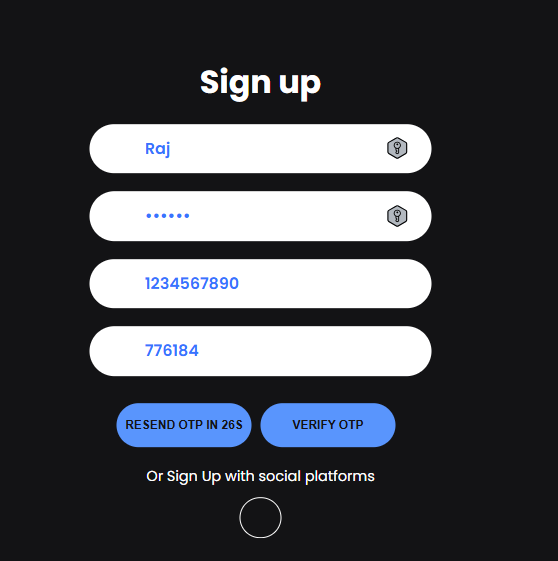 Sign up
Raj
••••••
1234567890
776184
RESEND OTP IN 26S VERIFY OTP
Or Sign Up with social platforms